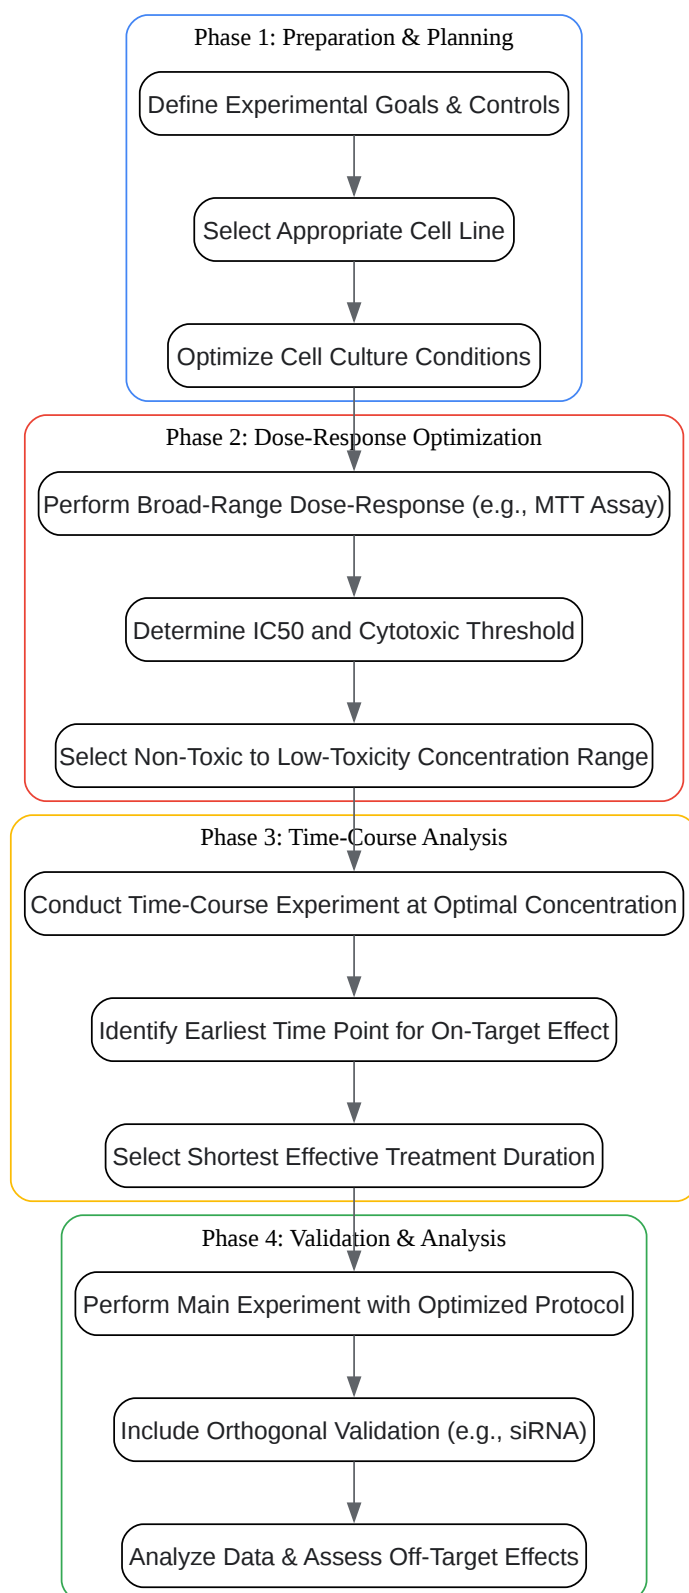 Phase 1: Preparation & Planning
Define Experimental Goals & Controls
Select Appropriate Cell Line
Optimize Cell Culture Conditions
Phase 2: Dose-Response Optimization
Perform Broad-Range Dose-Response (e.g., MTT Assay)
Determine IC50 and Cytotoxic Threshold
Select Non-Toxic to Low-Toxicity Concentration Range
Phase 3: Time-Course Analysis
Conduct Time-Course Experiment at Optimal Concentration
Identify Earliest Time Point for On-Target Effect
Select Shortest Effective Treatment Duration
Phase 4: Validation & Analysis
Perform Main Experiment with Optimized Protocol
Include Orthogonal Validation (e.g., siRNA)
Analyze Data & Assess Off-Target Effects